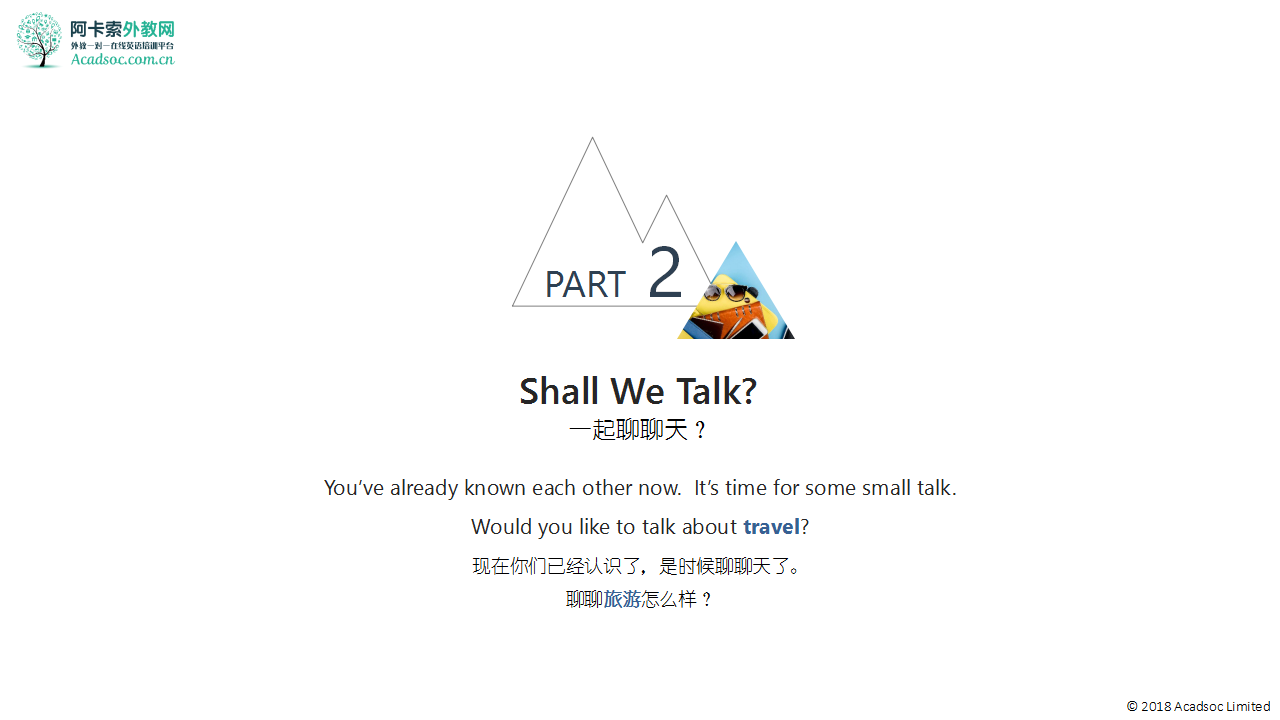 阿卡索外教网
外教一对一在线英语培训平台
Acadsoc.com.cn
PART 2
Shall We Talk?
一起聊聊天？
You’ve already known each other now. It’s time for some small talk.
Would you like to talk about travel?
现在你们已经认识了，是时候聊聊天了。
聊聊旅游怎么样？
© 2018 Acadsoc Limited